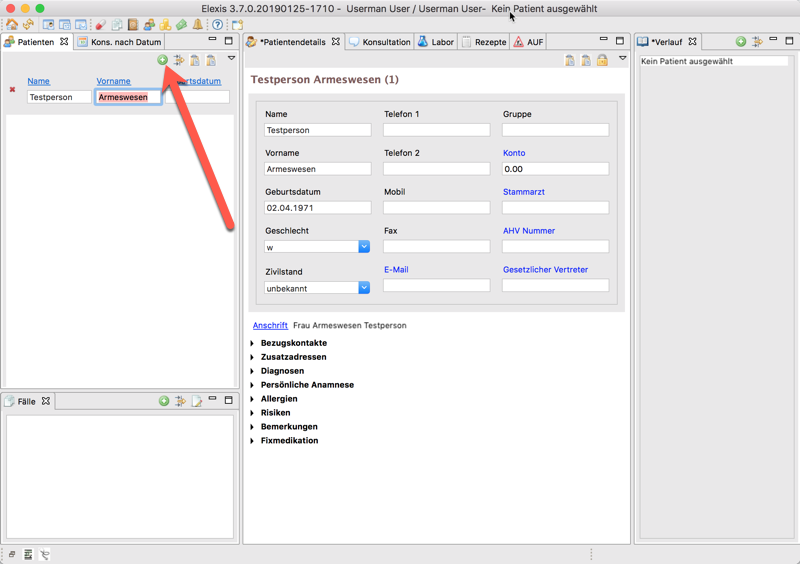 Elexis 3.7.0.20190125-1710 - Userman User / Userman User- Kein Patient ausgewählt
Patienten
Kons. nach Datum
Name
Vorname
rtsdatum
Testperson
Armeswesen
Fälle
*Patientendetails
Konsultation
Labor
Rezepte
AUF
Testperson Armeswesen (1)
Name
Telefon 1
Gruppe
Testperson
Vorname
Telefon 2
Konto
Armeswesen
0.00
Geburtsdatum
Mobil
Stammarzt
02.04.1971
Geschlecht
Fax
AHV Nummer
w
Zivilstand
E-Mail
Gesetzlicher Vertreter
unbekannt
Anschrift Frau Armeswesen Testperson
Bezugskontakte
Zusatzadressen
Diagnosen
Persönliche Anamnese
Allergien
Risiken
Bemerkungen
Fixmedikation
*Verlauf
Kein Patient ausgewählt